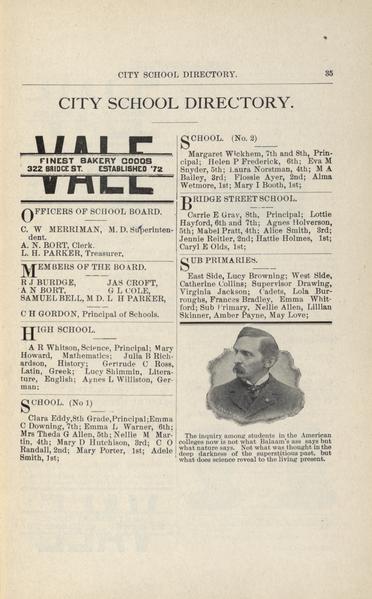 CITY SCHOOL DIRECTORY. 35
CITY SCHOOL DIRECTORY.
VALE
FINEST BAKERY GOODS
322 BRIDGE ST. ESTABLISHED '72
VALE
OFFICERS OF SCHOOL BOARD.
C. W. MERRIMAN, M. D. Superinten-
dent.
A. N. BORT, Clerk.
L. H. PARKER, Treasurer,
MEMBERS OF THE BOARD.
R J BURDGE, JAS CROFT,
A N BORT, G L COLE,
SAMUEL BELL, M D. L H PARKER,
C H GORDON, Principal of Schools.
HIGH SCHOOL.
A R Whitson, Science, Principal; Mary
Howard, Mathematics; Julia B Rich-
ardson, History; Gertrude C Ross,
Latin, Greek; Lucy Shimmin, Litera-
ture, English; Agnes L Williston, Ger-
man;
SCHOOL. (No 1)
Clara Eddy,8th Grade,Principal;Emma
C Downing, 7th; Emma L Warner, 6th;
Mrs Theda G Allen, 5th; Nellie M Mar-
tin, 4th; Mary D Hutchison, 3rd; C O
Randall, 2nd; Mary Porter, 1st; Adele
Smith, 1st;
SCHOOL. (No. 2)
Margaret Wickhem, 7th and 8th, Prin-
cipal; Helen P Frederick, 6th; Eva M
Snyder, 5th; Laura Norstman, 4th; M A
Bailey, 3rd; Flossie Ayer, 2nd; Alma
Wetmore, 1st; Mary I Booth, 1st;
BRIDGE STREET SCHOOL.
Carrie E Gray, 8th, Principal; Lottie
Hayford, 6th and 7th; Agnes Holverson,
5th; Mabel Pratt, 4th; Alice Smith, 3rd;
Jennie Reitler, 2nd; Hattie Holmes, 1st;
Caryl E Olds, 1st;
SUB PRIMARIES.
East Side, Lucy Browning; West Side,
Catherine Collins; Supervisor Drawing,
Virginia Jackson; Cadets, Lola Bur-
roughs, Frances Bradley, Emma Whit-
ford; Sub Primary, Nellie Allen, Lillian
Skinner, Amber Payne, May Love;
The inquiry among students in the American
colleges now is not what Balaam's ass says but
what nature says. Not what was thought in the
deep darkness of the superstitious past, but
what does science reveal to the living present.